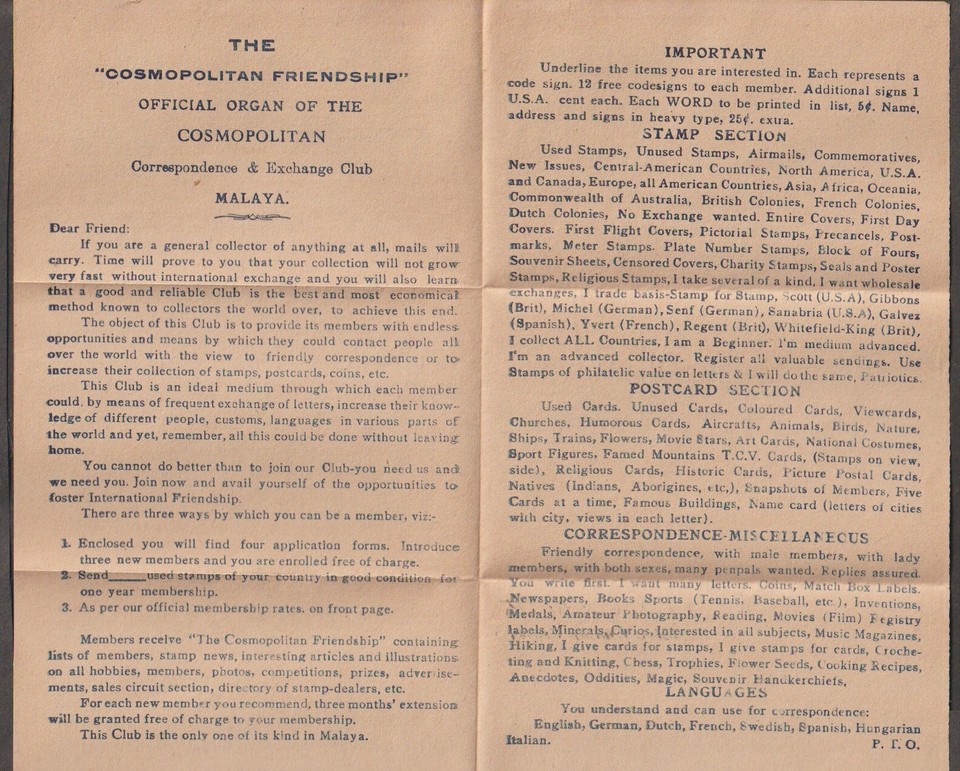 THE
"COSMOPOLITAN FRIENDSHIP"
OFFICIAL ORGAN OF THE
COSMOPOLITAN
Correspondence & Exchange Club
MALAYA.
Dear Friend:
If you are a general collector of anything at all, mails will
carry. Time will prove to you that your collection will not grow
very fast without international exchange and you will also learn
that a good and reliable Club is the best and most economical
method known to collectors the world over, to achieve this end.
The object of this Club is to provide its members with endless
opportunities and means by which they could contact people all
over the world with the view to friendly correspondence or to
increase their collection of stamps, postcards, coins, etc.
This Club is an ideal medium through which each member
could, by means of frequent exchange of letters, increase their know-
ledge of different people, customs, languages in various parts of
the world and yet, remember, all this could be done without leaving
home.
You cannot do better than to join our Club-you need us and
we need you. Join now and avail yourself of the opportunities to
foster International Friendship.
There are three ways by which you can be a member, viz:-
1. Enclosed you will find four application forms. Introduce
three new members and you are enrolled free of charge.
2. Send_____used stamps of your country in good condition for
one year membership.
3. As per our official membership rates. on front page.
Members receive "The Cosmopolitan Friendship" containing
lists of members, stamp news, interesting articles and illustrations
on all hobbies, members, photos, competitions, prizes, advertise-
ments, sales circuit section, directory of stamp-dealers, etc.
For each new member you recommend, three months' extension
will be granted free of charge to your membership.
This Club is the only one of its kind in Malaya.
IMPORTANT
Underline the items you are interested in. Each represents a
code sign. 12 free codesigns to each member. Additional signs 1
U.S.A. cent each. Each WORD to be printed in list, 5¢. Name,
address and signs in heavy type, 25¢. extra.
STAMP SECTION
Used Stamps, Unused Stamps, Airmails, Commemoratives,
New Issues, Central-American Countries, North America, U.S.A.
and Canada, Europe, all American Countries, Asia, Africa, Oceania,
Commonwealth of Australia, British Colonies, French Colonies,
Dutch Colonies, No Exchange wanted. Entire Covers, First Day
Covers. First Flight Covers, Pictorial Stamps, Precancels, Post-
marks, Meter Stamps. Plate Number Stamps, Block of Fours,
Souvenir Sheets, Censored Covers, Charity Stamps, Seals and Poster
Stamps, Religious Stamps, I take several of a kind, I want wholesale
exchanges, I trade basis-Stamp for Stamp, Scott (U.S.A), Gibbons
(Brit), Michel (German), Senf (German), Sanabria (U.S.A), Galvez
(Spanish), Yvert (French), Regent (Brit), Whitefield-King (Brit),
I collect ALL Countries, I am a Beginner. I'm medium advanced.
I'm an advanced collector. Register all valuable sendings. Use
Stamps of philatelic value on letters & I will do the same, Patriotics.
POSTCARD SECTION
Used Cards. Unused Cards, Coloured Cards, Viewcards,
Churches, Humorous Cards, Aircrafts, Animals, Birds, Nature,
Ships, Trains, Flowers, Movie Stars, Art Cards, National Costumes,
Sport Figures, Famed Mountains T.C.V. Cards, (Stamps on view,
side), Religious Cards, Historic Cards, Picture Postal Cards,
Natives (Indians, Aborigines, etc,), Snapshots of Members, Five
Cards at a time, Famous Buildings, Name card (letters of cities
with city, views in each letter).
CORRESPONDENCE-MISCELLANEOUS
Friendly correspondence, with male members, with lady
members, with both sexes, many penpals wanted. Replies assured.
You write first. I want many letters. Coins, Match Box Labels.
Newspapers, Books Sports (Tennis, Baseball, etc.), Inventions,
Medals, Amateur Photography, Reading, Movies (Film) Registry
labels, Minerals, Curios, Interested in all subjects, Music Magazines,
Hiking, I give cards for stamps, I give stamps for cards, Croche-
ting and Knitting, Chess, Trophies, Flower Seeds, Cooking Recipes,
Anecdotes, Oddities, Magic, Souvenir Handkerchiefs,
LANGUAGES
You understand and can use for correspondence:
English, German, Dutch, French, Swedish, Spanish, Hungarian
Italian.
P. T. O.